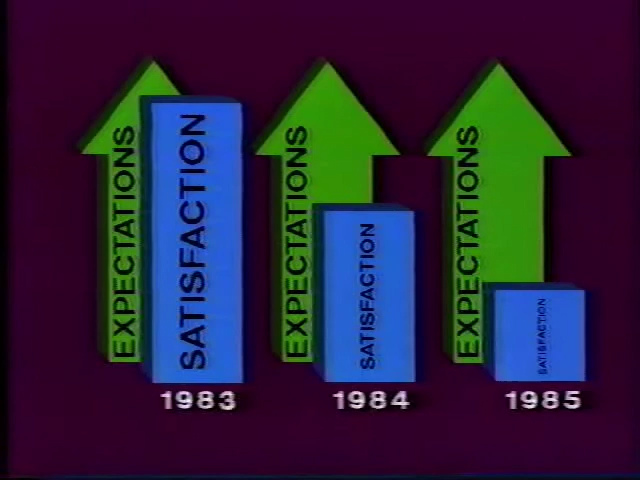 EXPECTATIONS
SATISFACTION
1983
EXPECTATIONS
SATISFACTION
1984
EXPECTATIONS
SATISFACTION
1985